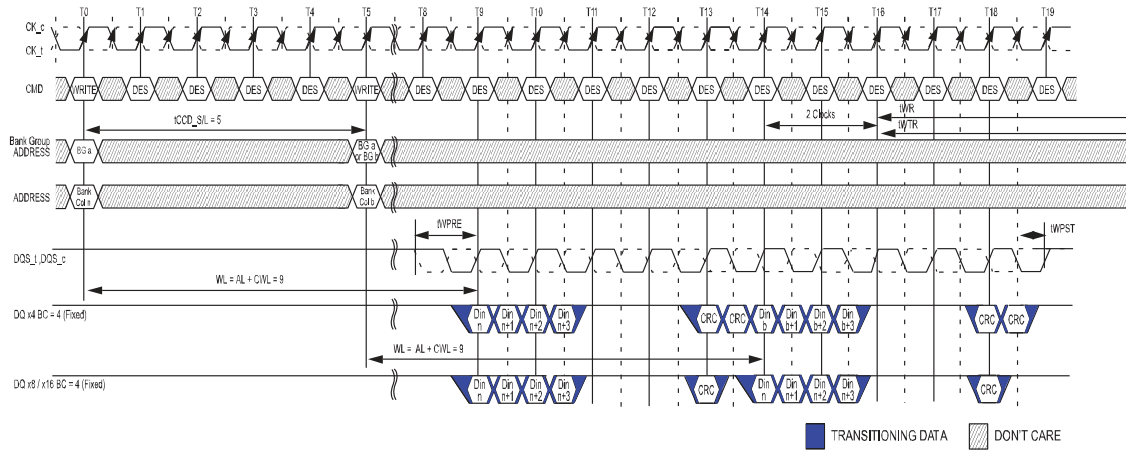 T0 T1 T2 T3 T4 T5 T8 T9 T10 T11 T12 T13 T14 T15 T16 T17 T18 T19
CK_c
CK_t
CMD WRITE DES DES DES DES WRITE DES DES DES DES DES DES DES DES DES DES DES DES
tCCD_S/L = 5
2 Clocks
tWR
tWTR
Bank Group
ADDRESS
BG a
BG a
or BG b
ADDRESS
Bank
Col n
Bank
Col b
tWPRE
tWPST
DQS_t,DQS_c
WL = AL + CWL = 9
DQ x4 BC = 4 (Fixed)
Din
n
Din
n+1
Din
n+2
Din
n+3
CRC
CRC
Din
b
Din
b+1
Din
b+2
Din
b+3
CRC
CRC
WL = AL + CWL = 9
DQ x8 / x16 BC = 4 (Fixed)
Din
n
Din
n+1
Din
n+2
Din
n+3
CRC
Din
n
Din
n+1
Din
n+2
Din
n+3
CRC
TRANSITIONING DATA
DON'T CARE